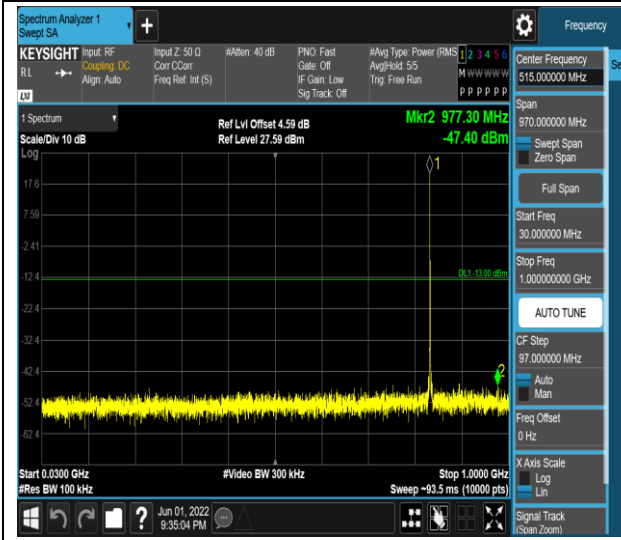 Spectrum Analyzer 1
Swept SA
+
Frequency
KEYSIGHT
RL
LXI
Input: RF
Coupling: DC
Align: Auto
Input Z: 50 Ω
Corr CCorr
Freq Ref: Int (S)
#Atten: 40 dB
PNO: Fast
Gate: Off
IF Gain: Low
Sig Track: Off
#Avg Type: Power (RMS
Avg|Hold: 5/5
Trig: Free Run
1 2 3 4 5 6
M W W W W W
P P P P P P
1 Spectrum
Scale/Div 10 dB
Log
Ref Lvl Offset 4.59 dB
Ref Level 27.59 dBm
Mkr2 977.30 MHz
-47.40 dBm
1
17.6
7.59
-2.41
-12.4
DL1 -13.00 dBm
-22.4
-32.4
-42.4
2
-52.4
-62.4
Start 0.0300 GHz
#Res BW 100 kHz
#Video BW 300 kHz
Stop 1.0000 GHz
Sweep ~93.5 ms (10000 pts)
Center Frequency
515.000000 MHz
Se
Span
970.000000 MHz
Swept Span
Zero Span
Full Span
Start Freq
30.000000 MHz
Stop Freq
1.000000000 GHz
AUTO TUNE
CF Step
97.000000 MHz
Auto
Man
Freq Offset
0 Hz
X Axis Scale
Log
Lin
Signal Track
(Span Zoom)
?
Jun 01, 2022
9:35:04 PM